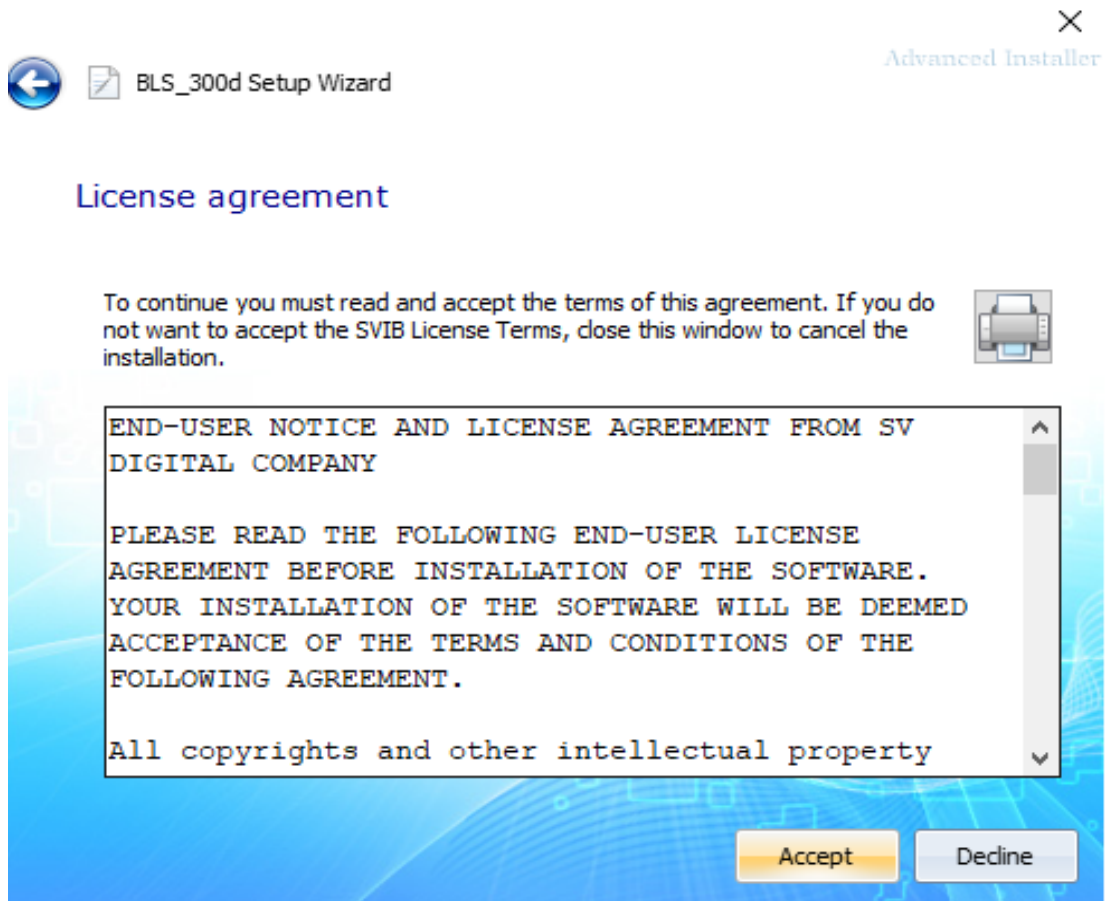 Advanced Installer
BLS_300d Setup Wizard
License agreement
To continue you must read and accept the terms of this agreement. If you do
not want to accept the SVIB License Terms, close this window to cancel the
installation.
END-USER NOTICE AND LICENSE AGREEMENT FROM SV
DIGITAL COMPANY
PLEASE READ THE FOLLOWING END-USER LICENSE
AGREEMENT BEFORE INSTALLATION OF THE SOFTWARE.
YOUR INSTALLATION OF THE SOFTWARE WILL BE DEEMED
ACCEPTANCE OF THE TERMS AND CONDITIONS OF THE
FOLLOWING AGREEMENT.
All copyrights and other intellectual property
Accept Decline